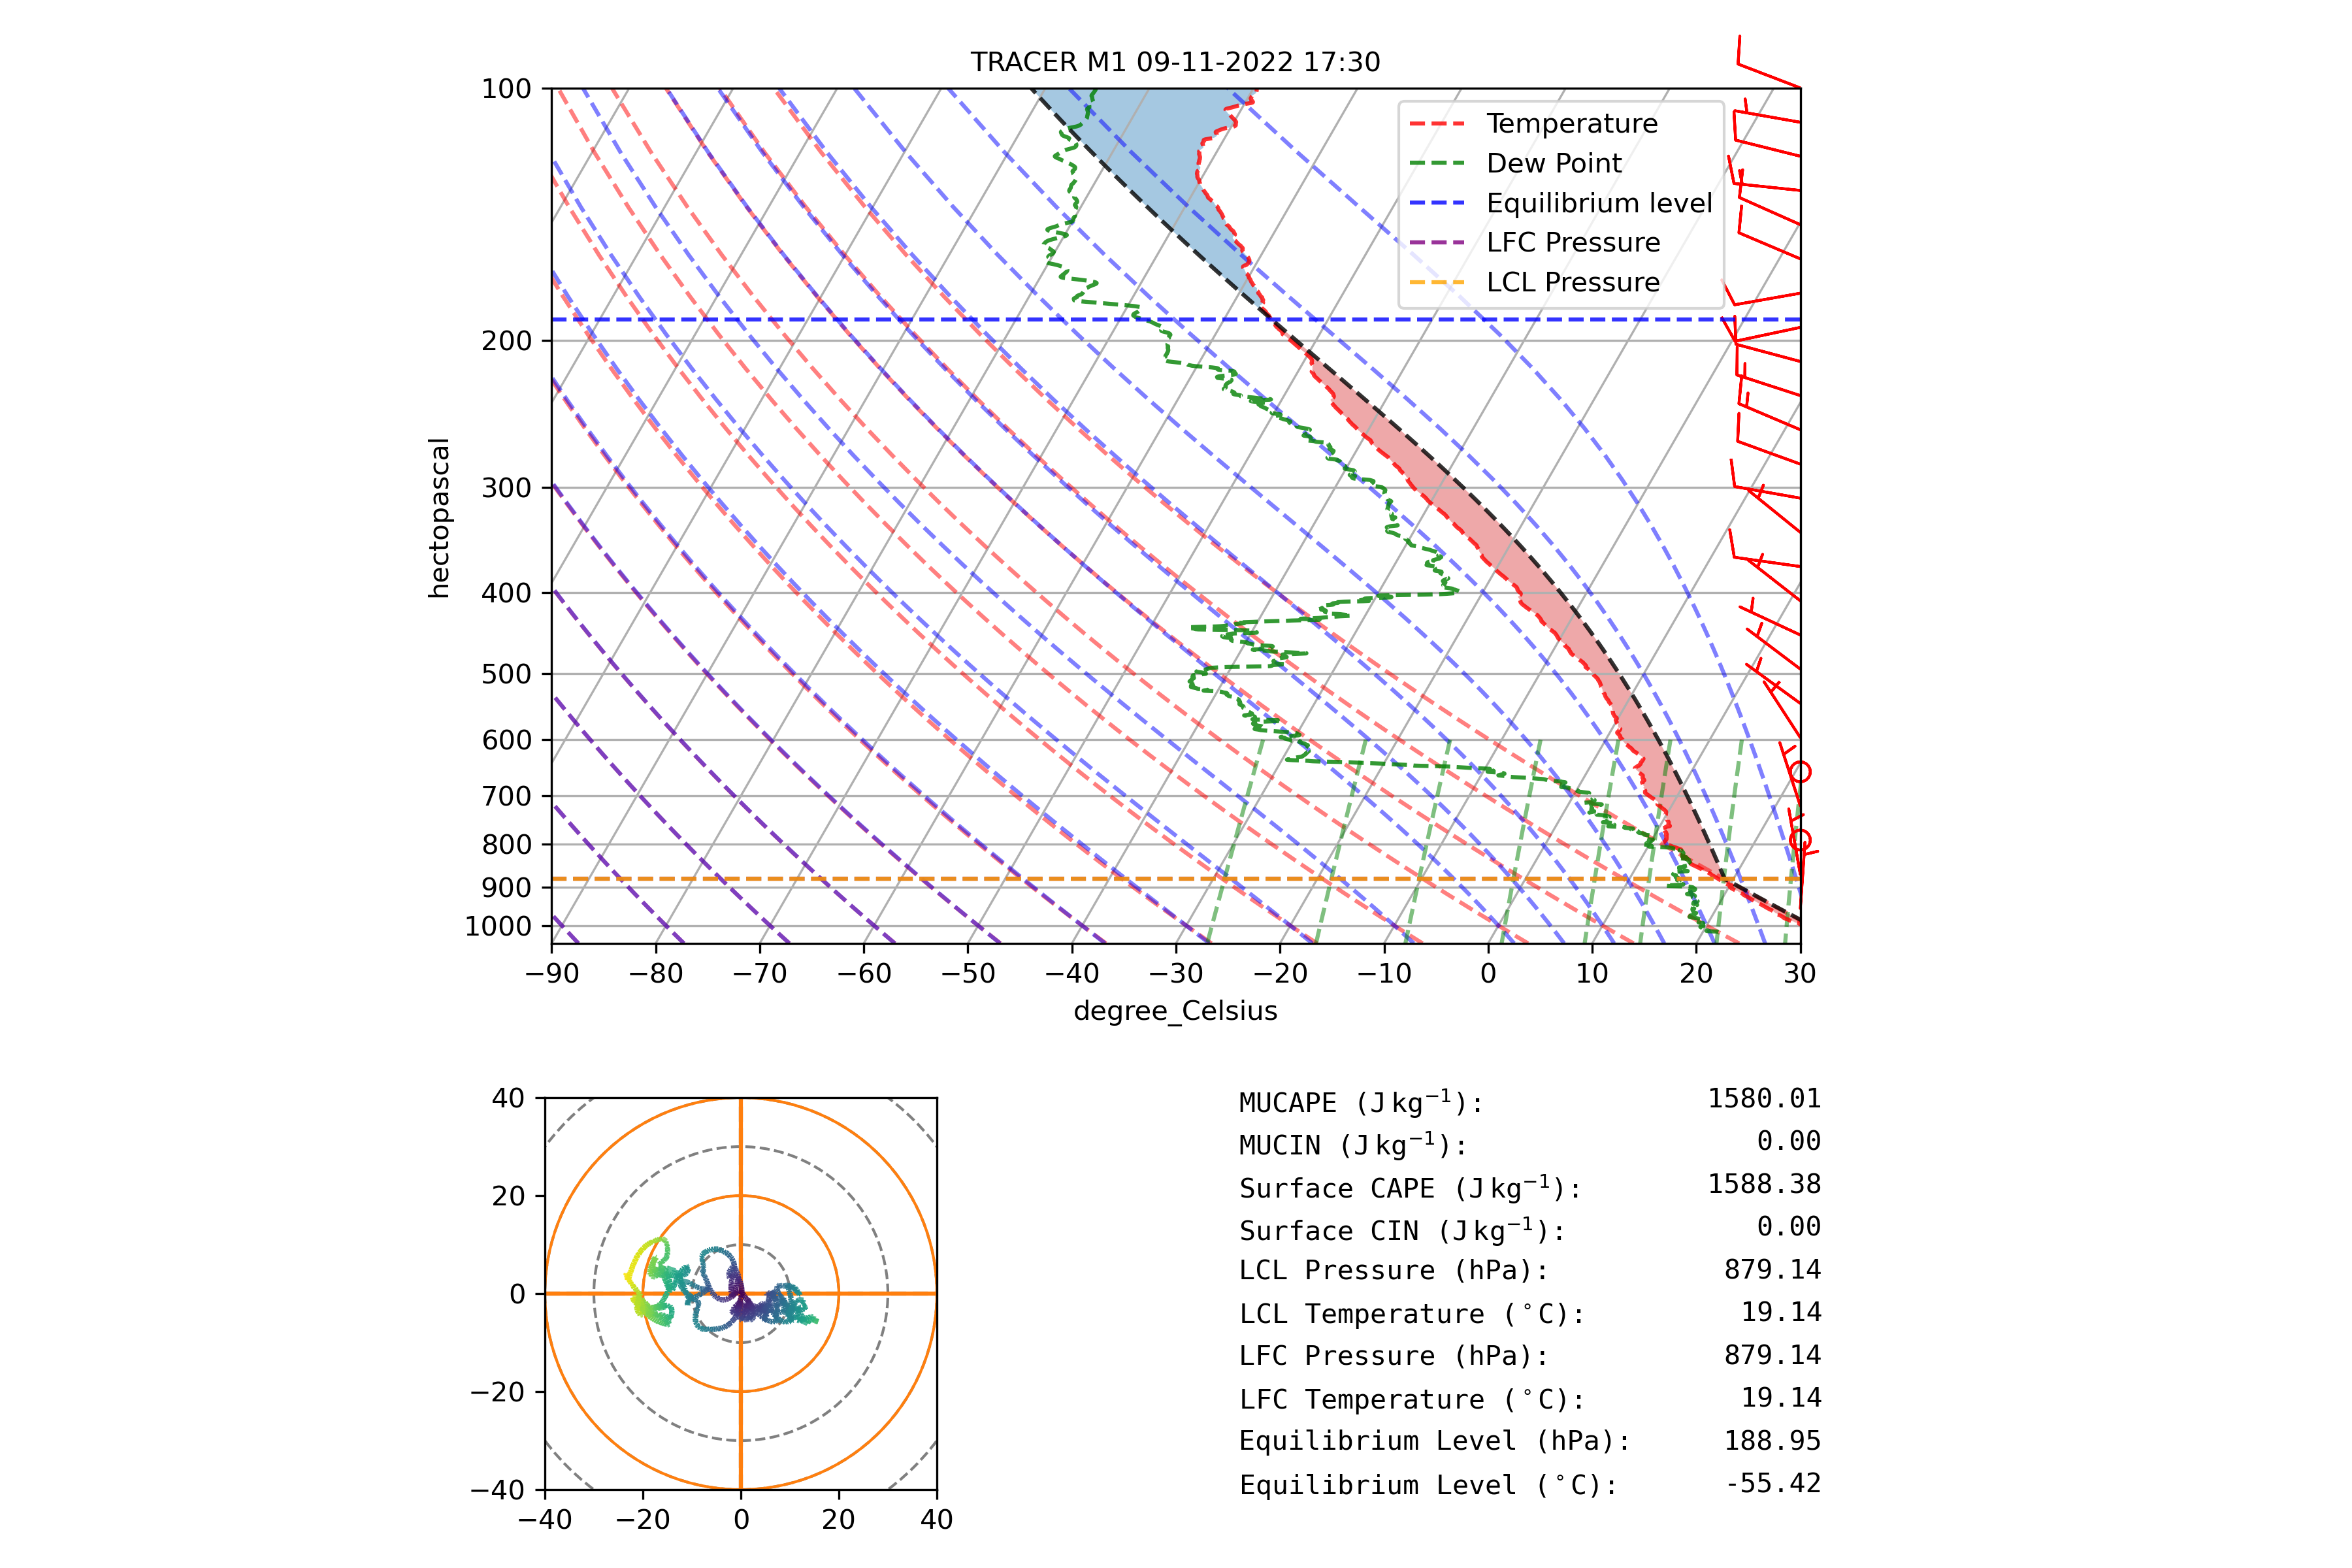 TRACER M1 09-11-2022 17:30
Temperature
Dew Point
Equilibrium level
LFC Pressure
LCL Pressure
hectopascal
100
200
300
400
500
600
700
800
900
1000
−90 −80 −70 −60 −50 −40 −30 −20 −10 0 10 20 30
degree_Celsius
40
20
0
−20
−40
−40 −20 0 20 40
MUCAPE (J kg⁻¹): 1580.01
MUCIN (J kg⁻¹): 0.00
Surface CAPE (J kg⁻¹): 1588.38
Surface CIN (J kg⁻¹): 0.00
LCL Pressure (hPa): 879.14
LCL Temperature (°C): 19.14
LFC Pressure (hPa): 879.14
LFC Temperature (°C): 19.14
Equilibrium Level (hPa): 188.95
Equilibrium Level (°C): -55.42